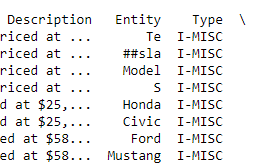 Description Entity Type \
riced at ... Te I-MISC
riced at ... ##sla I-MISC
riced at ... Model I-MISC
riced at ... S I-MISC
d at $25,... Honda I-MISC
d at $25,... Civic I-MISC
ed at $58... Ford I-MISC
ed at $58... Mustang I-MISC